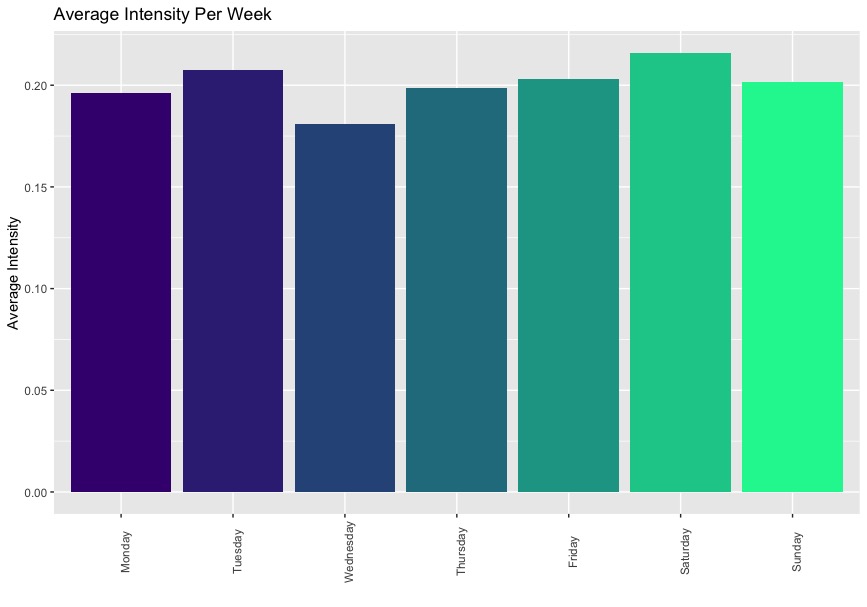 Average Intensity Per Week
Average Intensity
0.20
0.15
0.10
0.05
0.00
Monday
Tuesday
Wednesday
Thursday
Friday
Saturday
Sunday